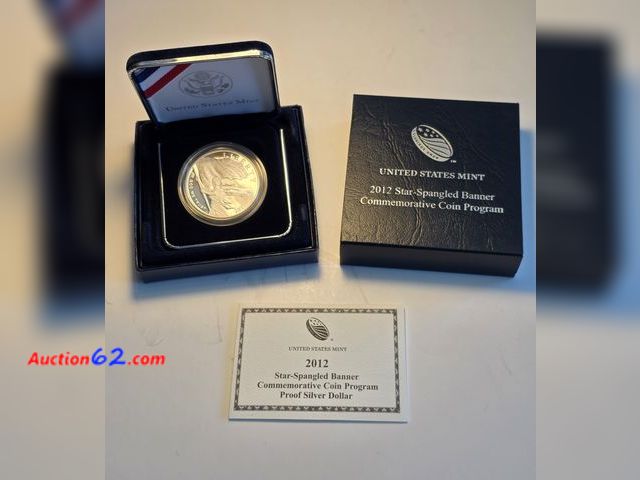 United States Mint
LIBERTY
UNITED STATES MINT
2012 Star-Spangled Banner
Commemorative Coin Program
UNITED STATES MINT
2012
Star-Spangled Banner
Commemorative Coin Program
Proof Silver Dollar
Auction62.com